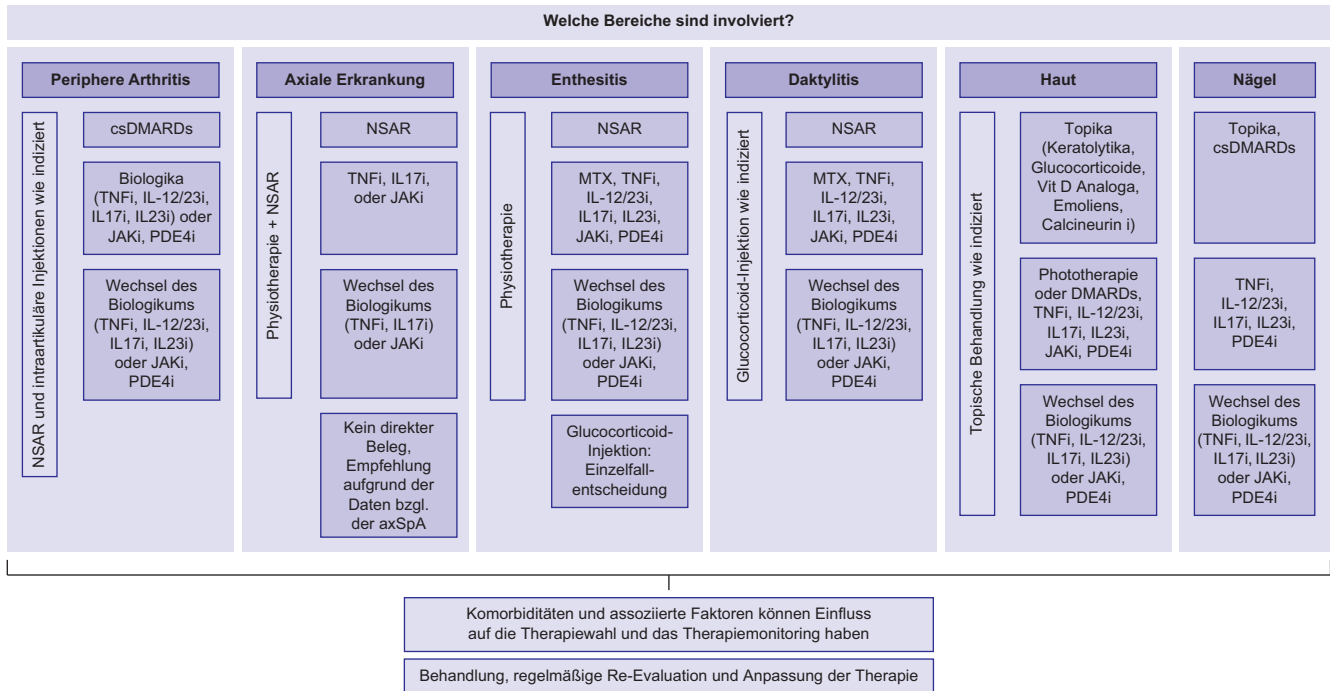 Welche Bereiche sind involviert?
Periphere Arthritis
NSAR und intraartikuläre Injektionen wie indiziert
csDMARDs
Biologika
(TNFi, IL-12/23i,
IL17i, IL23i) oder
JAKi, PDE4i
Wechsel des
Biologikums
(TNFi, IL-12/23i,
IL17i, IL23i)
oder JAKi,
PDE4i
Axiale Erkrankung
Physiotherapie + NSAR
NSAR
TNFi, IL17i,
oder JAKi
Wechsel des
Biologikums
(TNFi, IL17i)
oder JAKi
Kein direkter
Beleg,
Empfehlung
aufgrund der
Daten bzgl.
der axSpA
Enthesitis
Physiotherapie
NSAR
MTX, TNFi,
IL-12/23i,
IL17i, IL23i,
JAKi, PDE4i
Wechsel des
Biologikums
(TNFi, IL-12/23i,
IL17i, IL23i)
oder JAKi,
PDE4i
Glucocorticoid-
Injektion:
Einzelfall-
entscheidung
Daktylitis
Glucocorticoid-Injektion wie indiziert
NSAR
MTX, TNFi,
IL-12/23i,
IL17i, IL23i,
JAKi, PDE4i
Wechsel des
Biologikums
(TNFi, IL-12/23i,
IL17i, IL23i)
oder JAKi,
PDE4i
Haut
Topische Behandlung wie indiziert
Topika
(Keratolytika,
Glucocorticoide,
Vit D Analoga,
Emoliens,
Calcineurin i)
Phototherapie
oder DMARDs,
TNFi, IL-12/23i,
IL17i, IL23i,
JAKi, PDE4i
Wechsel des
Biologikums
(TNFi, IL-12/23i,
IL17i, IL23i)
oder JAKi,
PDE4i
Nägel
Topika,
csDMARDs
TNFi,
IL-12/23i,
IL17i, IL23i,
PDE4i
Wechsel des
Biologikums
(TNFi, IL-12/23i,
IL17i, IL23i)
oder JAKi,
PDE4i
Komorbiditäten und assoziierte Faktoren können Einfluss
auf die Therapiewahl und das Therapiemonitoring haben
Behandlung, regelmäßige Re-Evaluation und Anpassung der Therapie